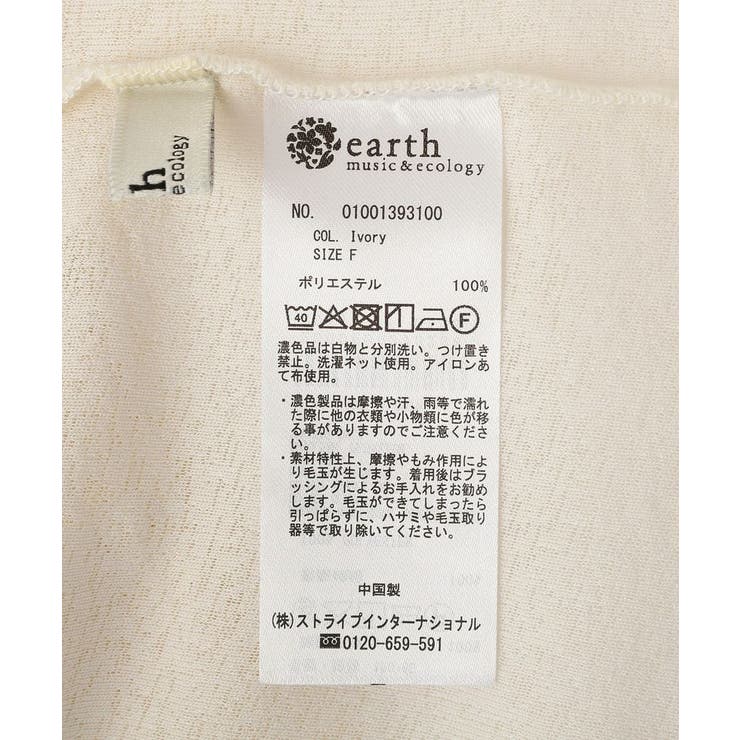 earth
music&ecology
h
ecology
NO. 01001393100
COL. Ivory
SIZE F
ポリエステル 100%
40
F
濃色品は白物と分別洗い。つけ置き
禁止。洗濯ネット使用。アイロンあ
て布使用。
・濃色製品は摩擦や汗、雨等で濡れ
た際に他の衣類や小物類に色が移
る事がありますのでご注意くださ
い。
・素材特性上、摩擦やもみ作用によ
り毛玉が生じます。着用後はブラ
ッシングによるお手入れをお勧め
します。毛玉ができてしまったら
引っぱらずに、ハサミや毛玉取り
器等で取り除いてください。
中国製
(株)ストライプインターナショナル
0120-659-591